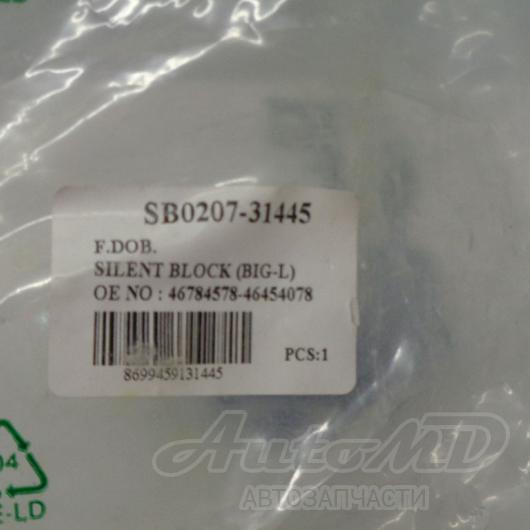 SB0207-31445
F.DOB.
SILENT BLOCK (BIG-L)
OE NO : 46784578-46454078
PCS:1
8699459131445
04
E-LD
AutoMD
АВТОЗАПЧАСТИ